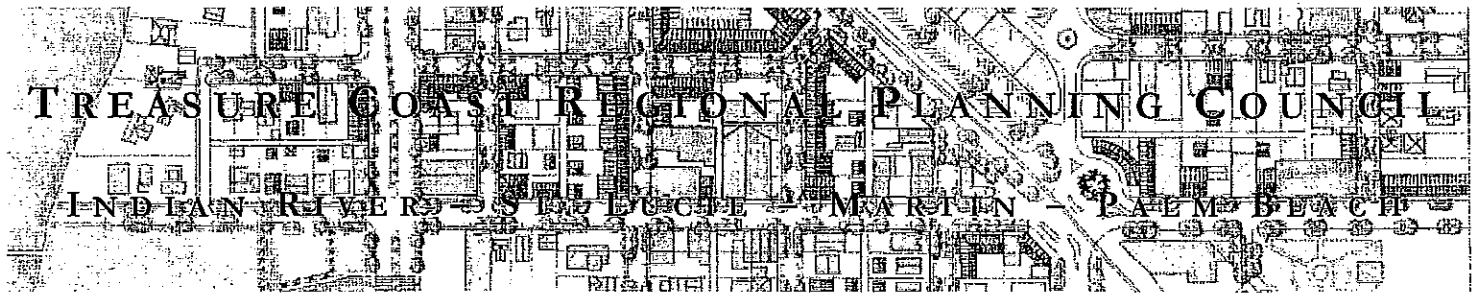 TREASURE COAST REGIONAL PLANNING COUNCIL
INDIAN RIVER - ST. LUCIE - MARTIN - PALM BEACH